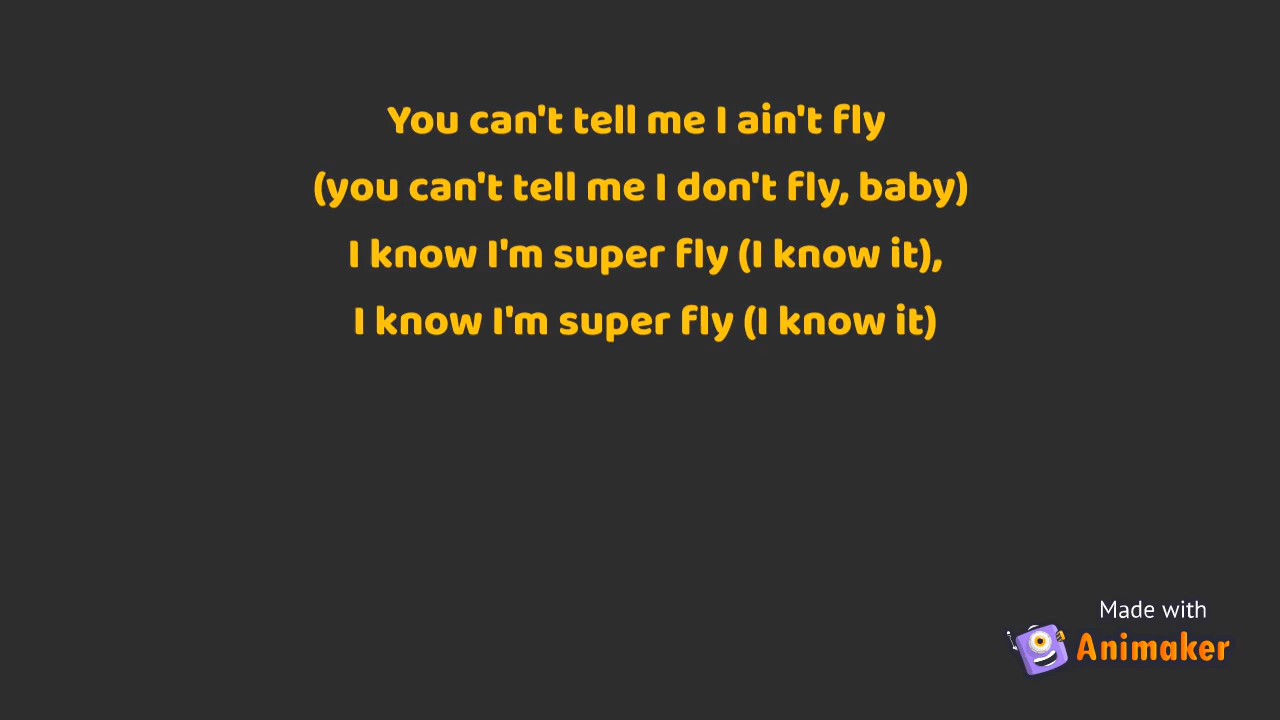 You can't tell me I ain't fly
(you can't tell me I don't fly, baby)
I know I'm super fly (I know it),
I know I'm super fly (I know it)
Made with
Animaker